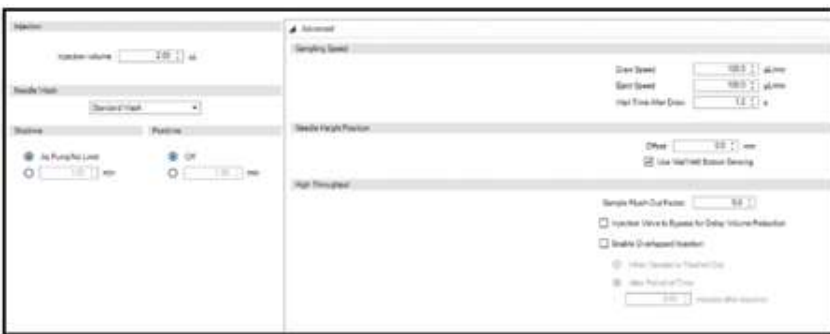 Injection
Injection volume 2.00 µL
Needle Wash
Standard Wash
Stoptime Posttime
As Pump/No Limit Off
1.00 min 1.00 min
Advanced
Sampling Speed
Draw Speed 100.0 µL/min
Eject Speed 100.0 µL/min
Wait Time After Draw 1.2 s
Needle Height Position
Offset 0.0 mm
Use Vial/Well Bottom Sensing
High Throughput
Sample Flush-Out Factor 5.0
Injection Valve to Bypass for Delay Volume Reduction
Enable Overlapped Injection
When Sample is Flushed Out
After Period of Time
minutes after injection